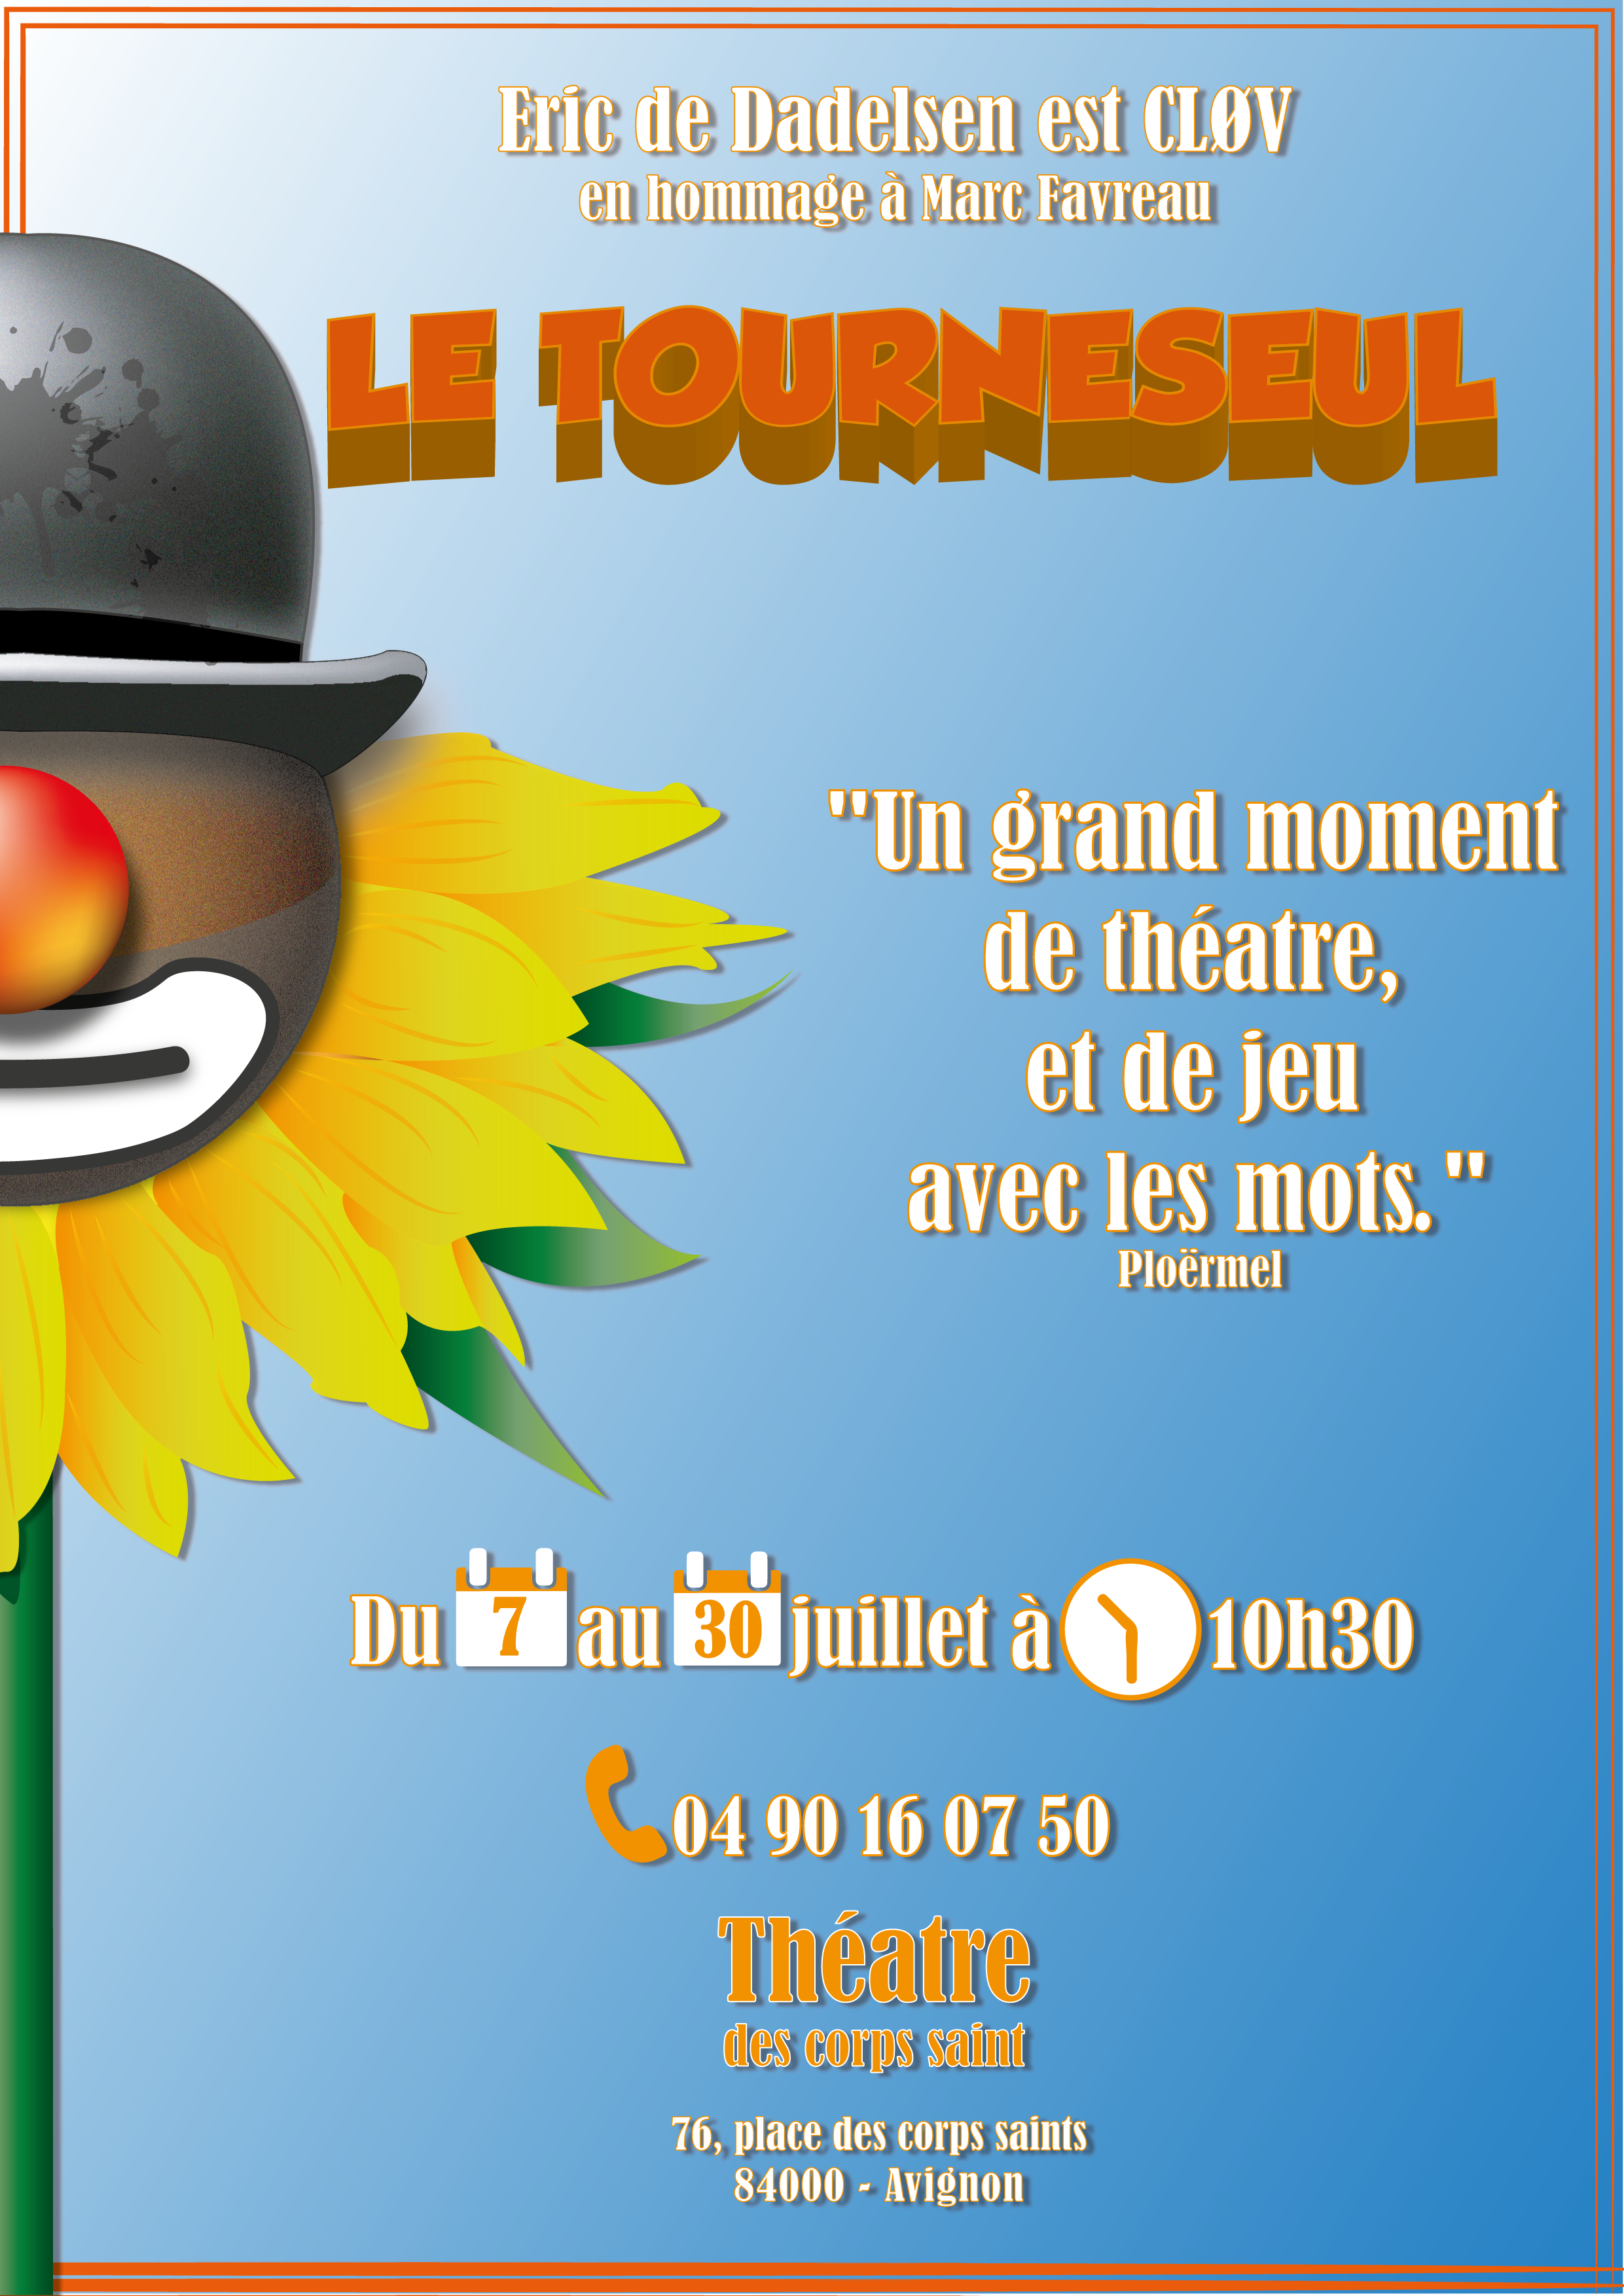 Eric de Dadelsen est CLØV
en hommage à Marc Favreau
LE TOURNESEUL
"Un grand moment
de théatre,
et de jeu
avec les mots."
Ploërmel
Du 7 au 30 juillet à 10h30
04 90 16 07 50
Théatre
des corps saint
76, place des corps saints
84000 - Avignon